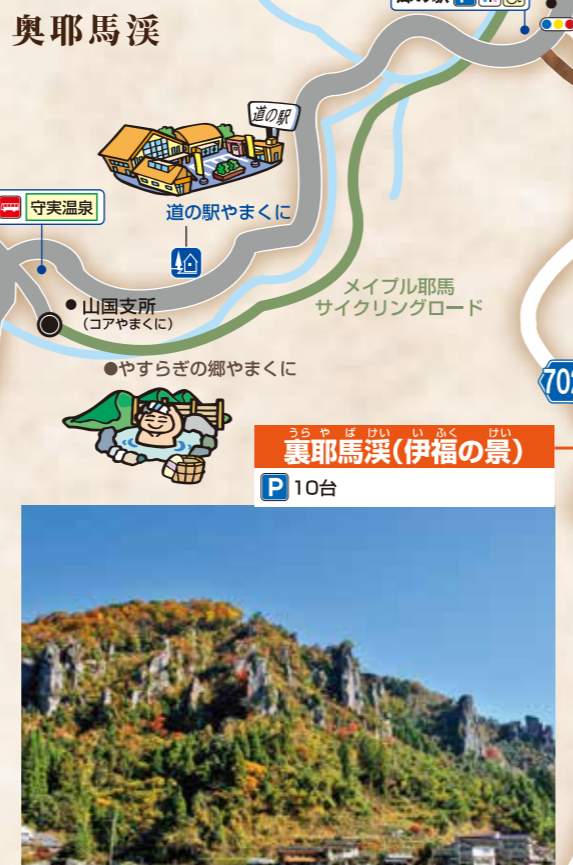 奥耶馬渓
道の駅
守実温泉
道の駅やまくに
●山国支所
(コアやまくに)
メイプル耶馬
サイクリングロード
●やすらぎの郷やまくに
うらやばけい いふく けい
裏耶馬渓(伊福の景)
P 10台